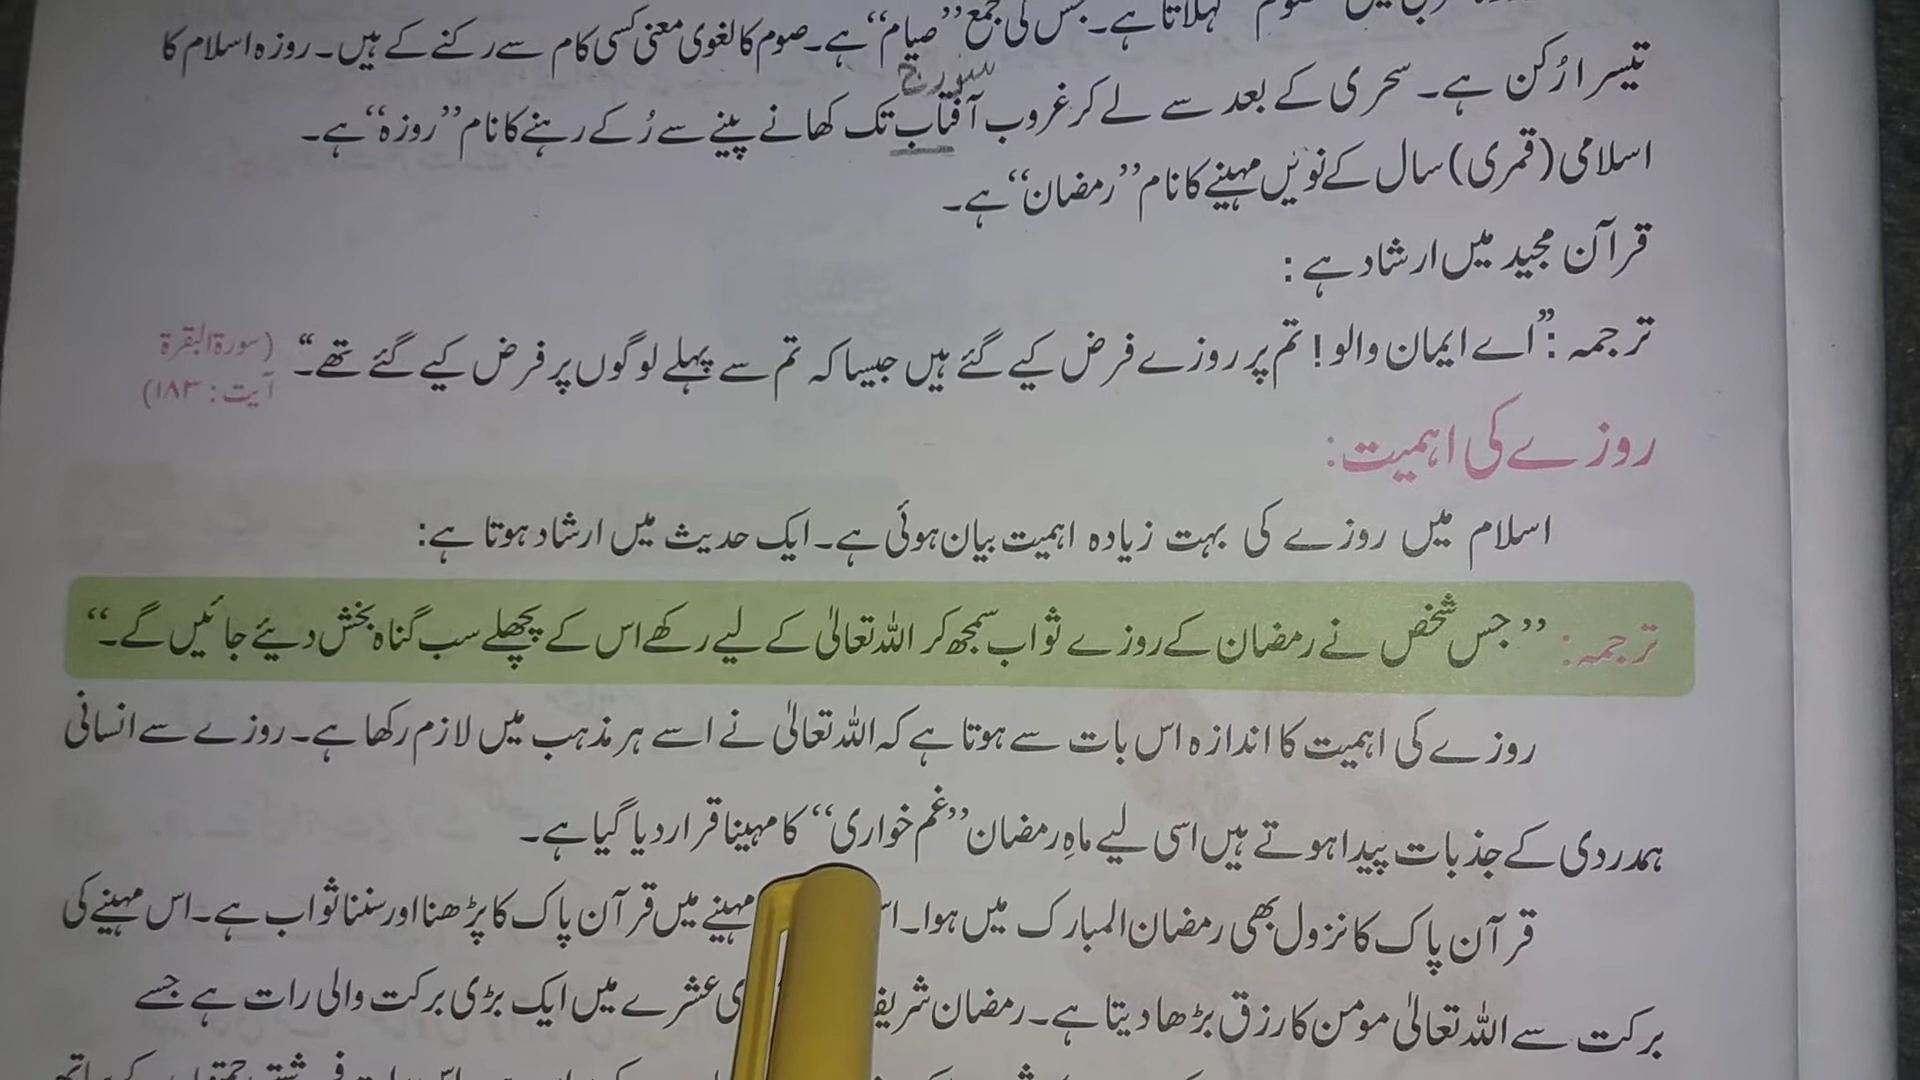 کہلاتا ہے۔ جس کی جمع ”صیام“ ہے۔ صوم کا لغوی معنی کسی کام سے رکنے کے ہیں۔ روزہ اسلام کا
سورج
تیسرا رُکن ہے۔ سحری کے بعد سے لے کر غروب آفتاب تک کھانے پینے سے رُکے رہنے کا نام ”روزہ“ ہے۔
اسلامی (قمری) سال کے نویں مہینے کا نام ”رمضان“ ہے۔
قرآن مجید میں ارشاد ہے :
ترجمہ : ”اے ایمان والو! تم پر روزے فرض کیے گئے ہیں جیسا کہ تم سے پہلے لوگوں پر فرض کیے گئے تھے۔“ (سورۃ البقرۃ
آیت : ۱۸۳)
روزے کی اہمیت:
اسلام میں روزے کی بہت زیادہ اہمیت بیان ہوئی ہے۔ ایک حدیث میں ارشاد ہوتا ہے:
ترجمہ: ”جس شخص نے رمضان کے روزے ثواب سمجھ کر اللہ تعالیٰ کے لیے رکھے اس کے پچھلے سب گناہ بخش دیئے جائیں گے۔“
روزے کی اہمیت کا اندازہ اس بات سے ہوتا ہے کہ اللہ تعالیٰ نے اسے ہر مذہب میں لازم رکھا ہے۔ روزے سے انسانی
ہمدردی کے جذبات پیدا ہوتے ہیں اسی لیے ماہِ رمضان ”غم خواری“ کا مہینا قرار دیا گیا ہے۔
قرآن پاک کا نزول بھی رمضان المبارک میں ہوا۔ مہینے میں قرآن پاک کا پڑھنا اور سننا ثواب ہے۔ اس مہینے کی
برکت سے اللہ تعالیٰ مومن کا رزق بڑھا دیتا ہے۔ رمضان شریف عشرے میں ایک بڑی برکت والی رات ہے جسے